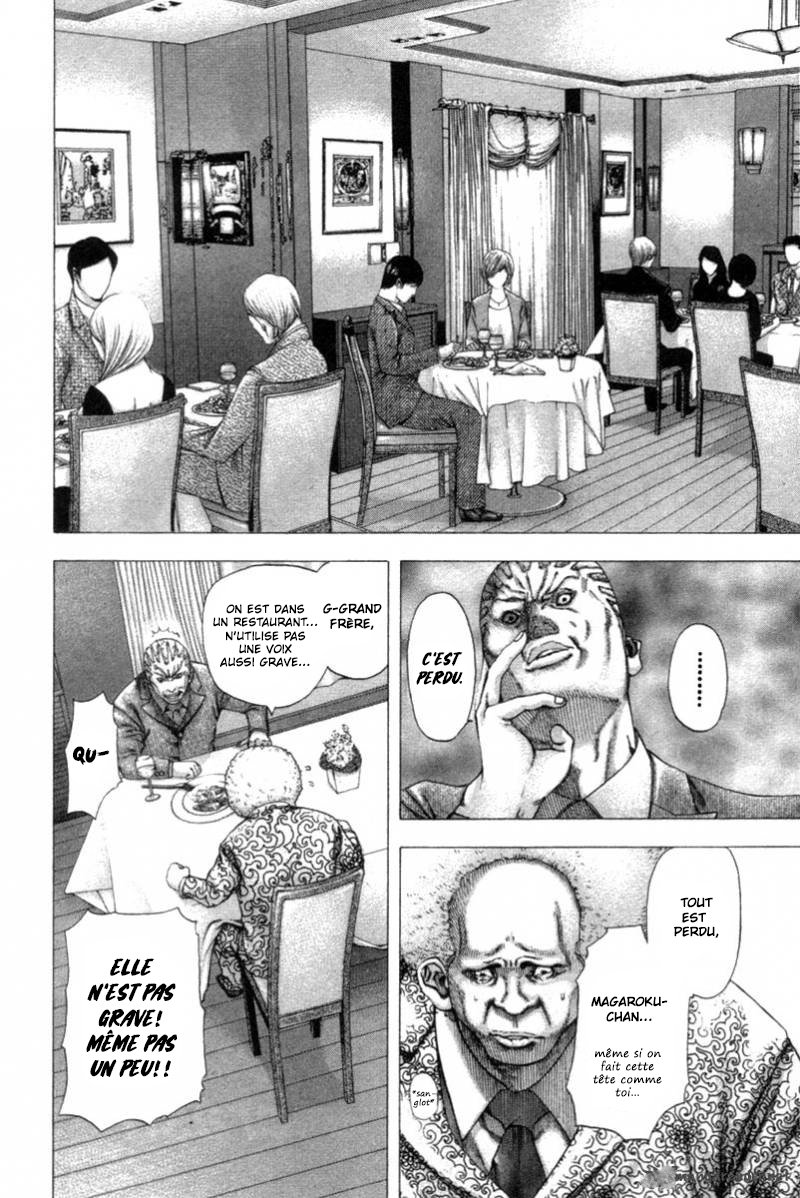 .........
C'EST
PERDU.
TOUT
EST
PERDU,
MAGAROKU-
CHAN...
même si on
fait cette
tête comme
toi...
*san-
glot*
G-GRAND
FRÈRE,
ON EST DANS
UN RESTAURANT...
N'UTILISE PAS
UNE VOIX
AUSSI GRAVE...
QU-
ELLE
N'EST PAS
GRAVE!
MÊME PAS
UN PEU!!